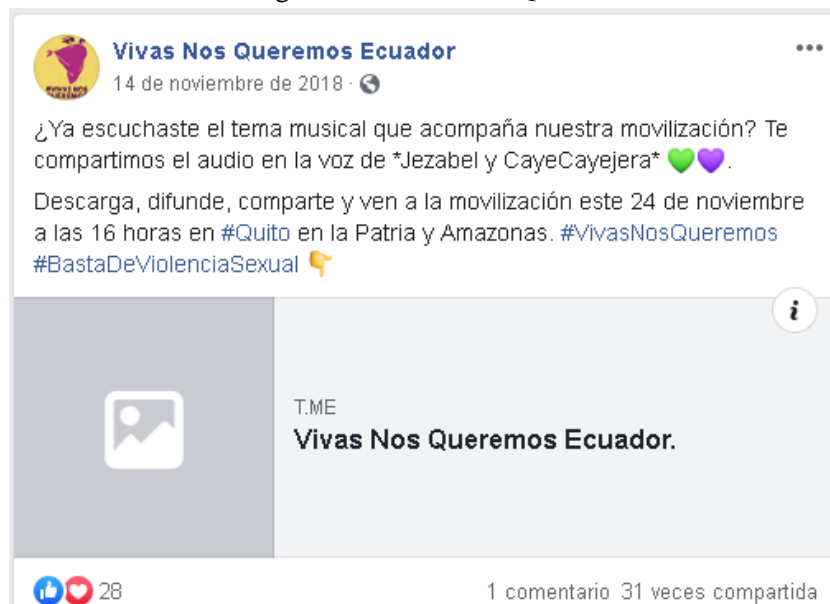 Vivas Nos Queremos Ecuador
14 de noviembre de 2018 ·
¿Ya escuchaste el tema musical que acompaña nuestra movilización? Te
compartimos el audio en la voz de *Jezabel y CayeCayejera* 💚💜.
Descarga, difunde, comparte y ven a la movilización este 24 de noviembre
a las 16 horas en #Quito en la Patria y Amazonas. #VivasNosQueremos
#BastaDeViolenciaSexual 👇
i
T.ME
Vivas Nos Queremos Ecuador.
28
1 comentario 31 veces compartida